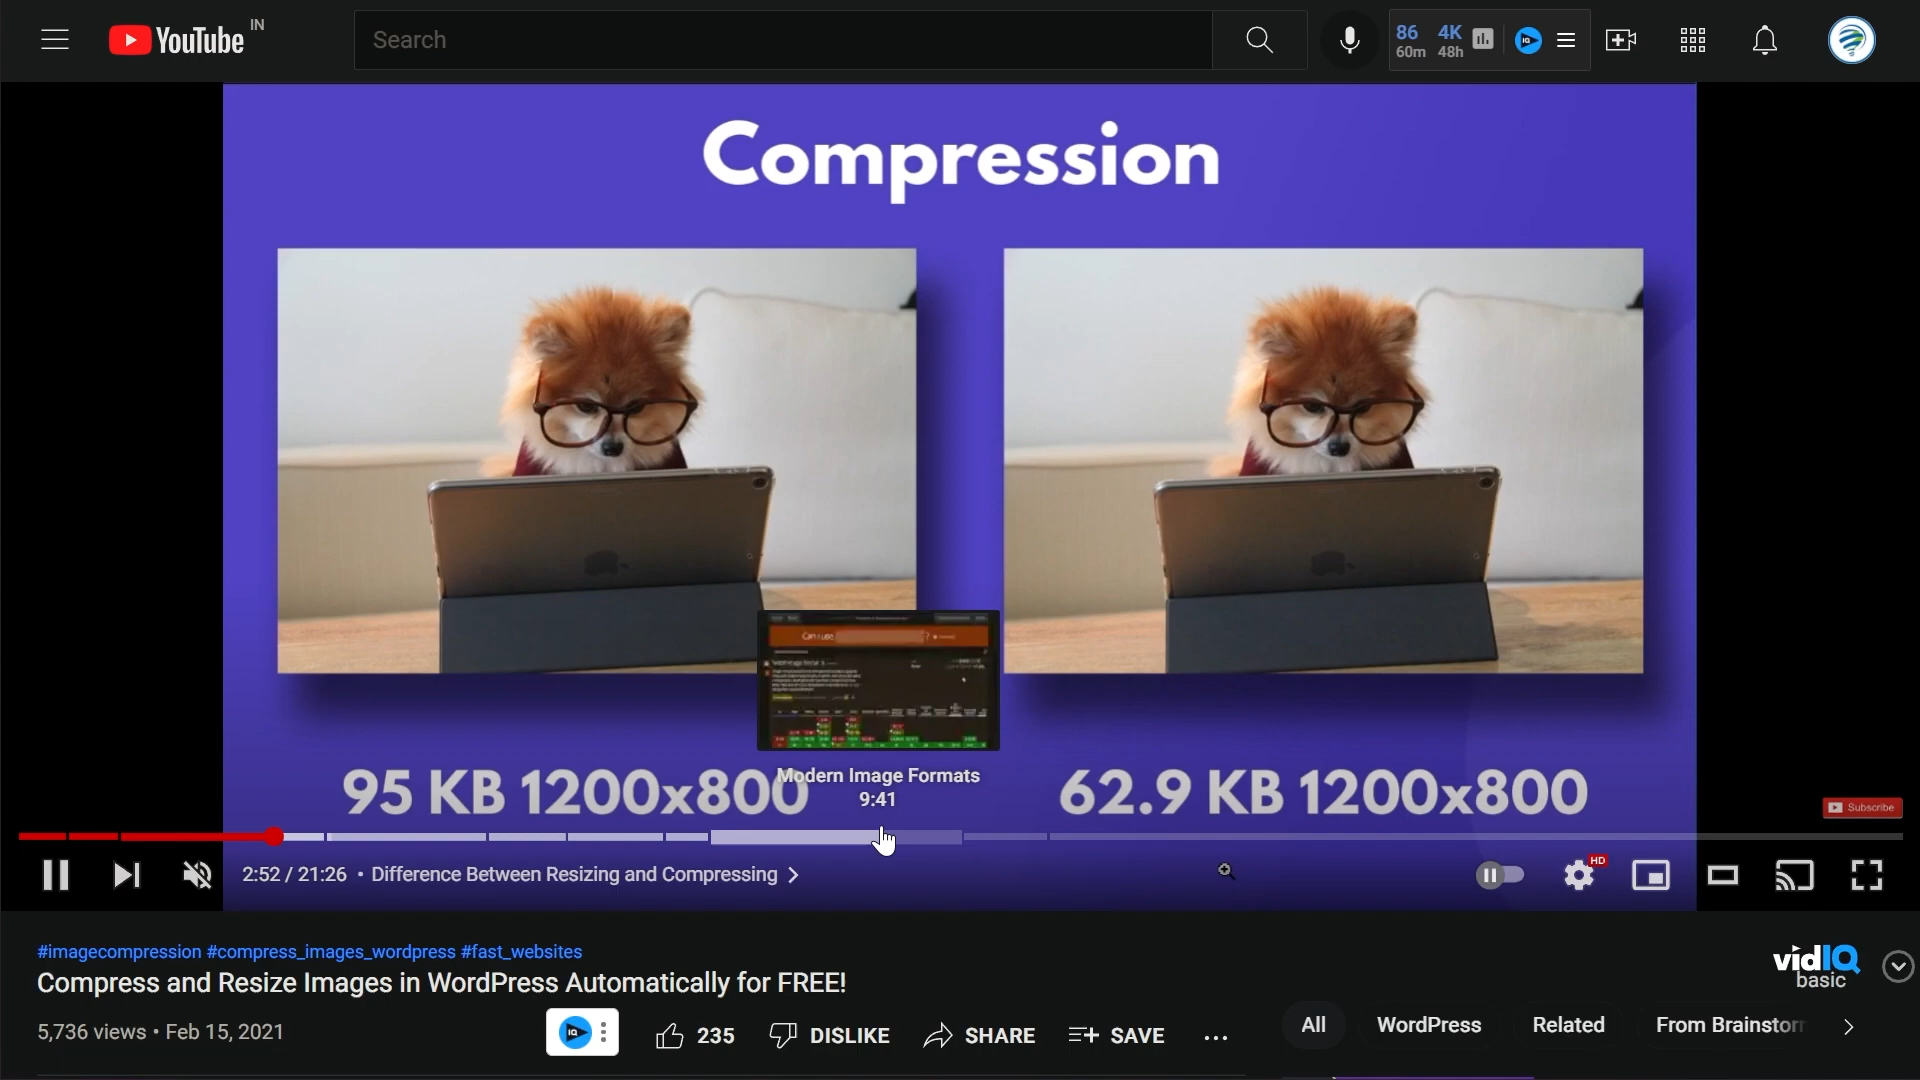 YouTube IN
Search
86 4K
60m 48h
Compression
Can I use ?
Modern Image Formats
9:41
95 KB 1200x800
62.9 KB 1200x800
Subscribe
2:52 / 21:26 • Difference Between Resizing and Compressing
HD
#imagecompression #compress_images_wordpress #fast_websites
Compress and Resize Images in WordPress Automatically for FREE!
vidIQ
basic
5,736 views • Feb 15, 2021
IQ
235 DISLIKE SHARE SAVE
All WordPress Related From Brainstor